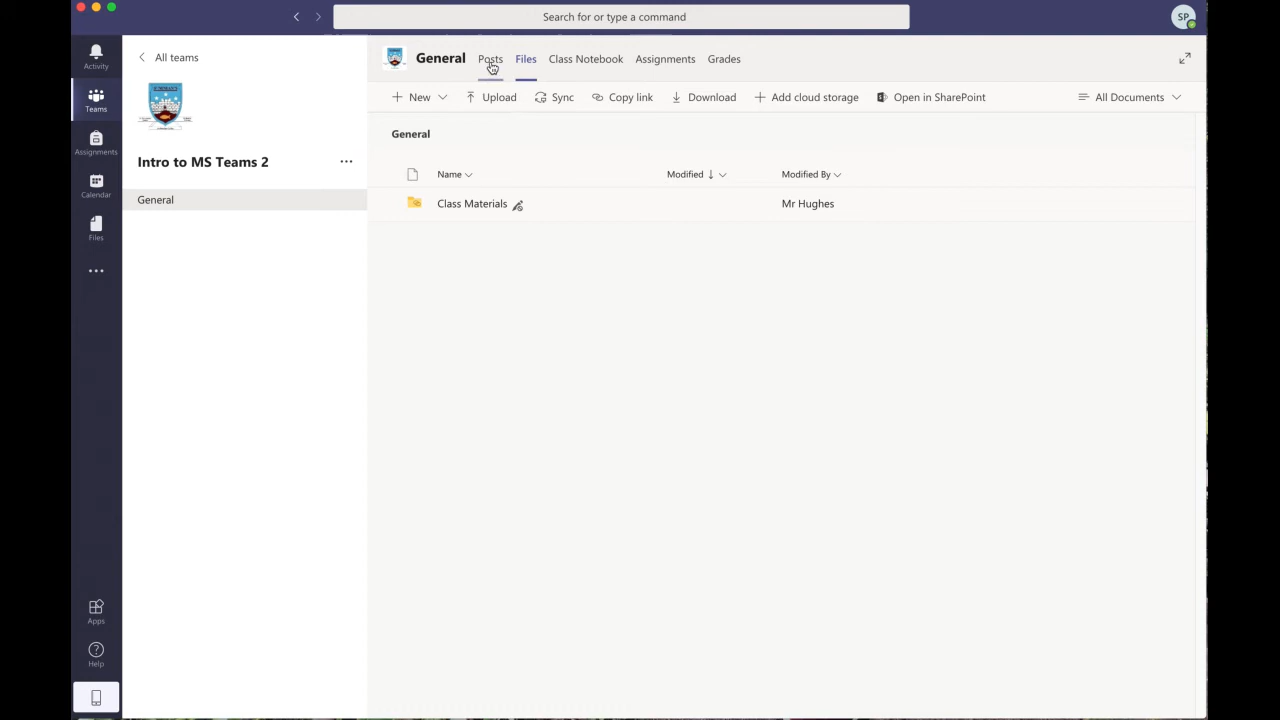 Search for or type a command
SP
Activity
Teams
Assignments
Calendar
Files
Apps
Help
All teams
Intro to MS Teams 2
General
General Posts Files Class Notebook Assignments Grades
New Upload Sync Copy link Download Add cloud storage Open in SharePoint All Documents
General
Name Modified Modified By
Class Materials Mr Hughes